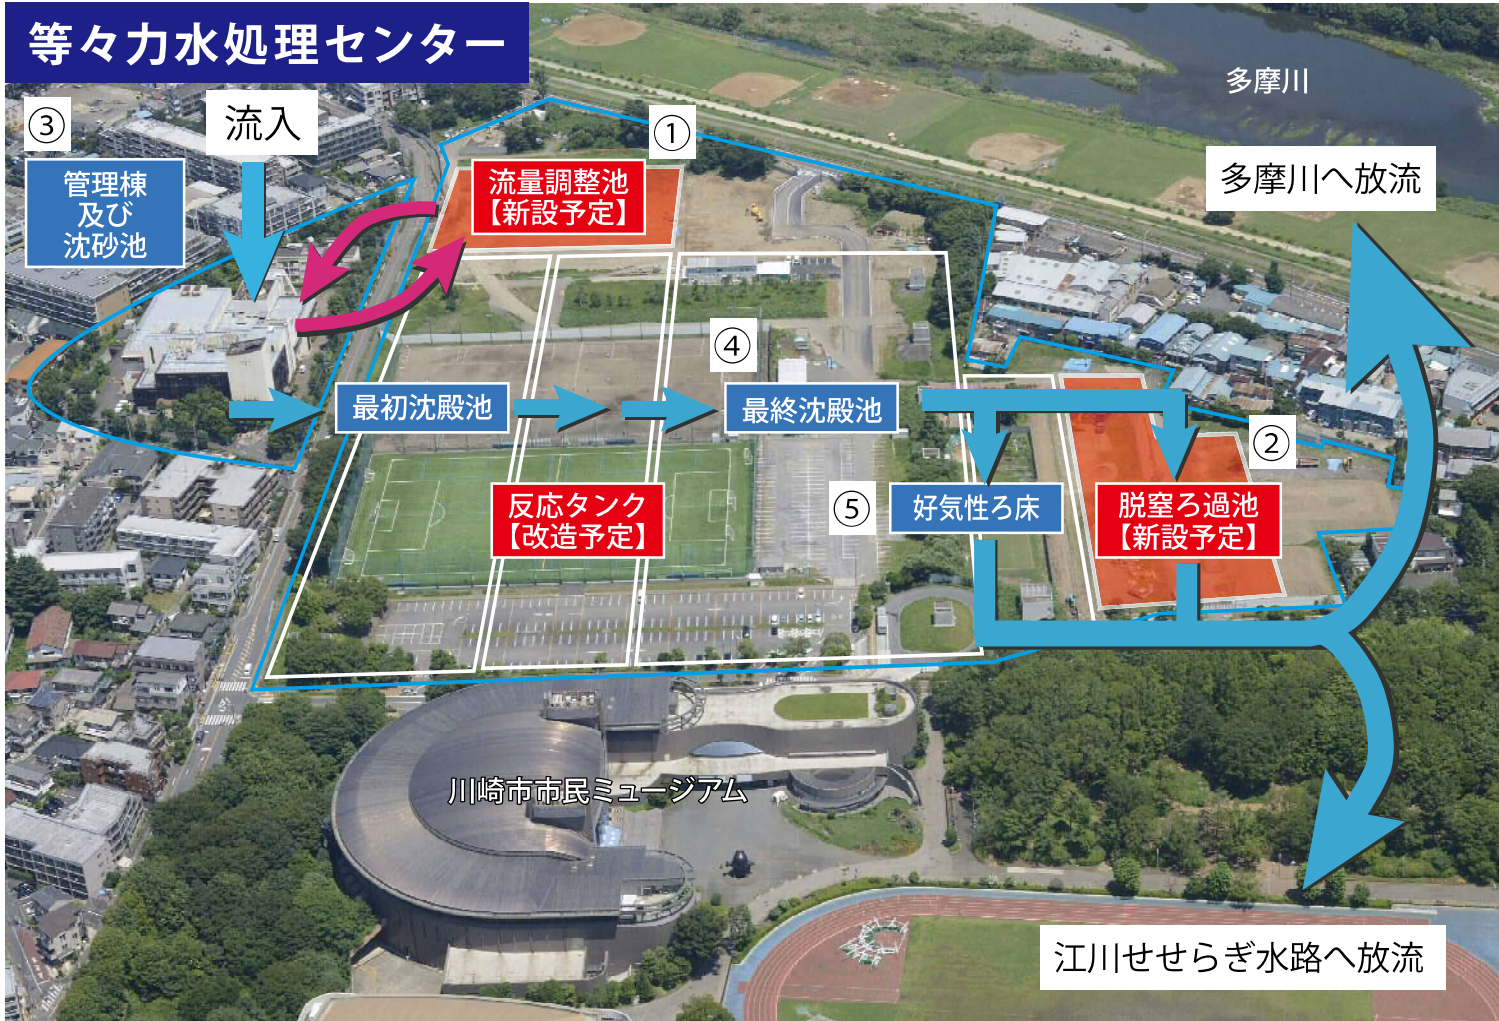 等々力水処理センター
多摩川
③
流入
①
管理棟
及び
沈砂池
流量調整池
【新設予定】
多摩川へ放流
④
最初沈殿池
最終沈殿池
②
反応タンク
【改造予定】
⑤
好気性ろ床
脱窒ろ過池
【新設予定】
川崎市市民ミュージアム
江川せせらぎ水路へ放流